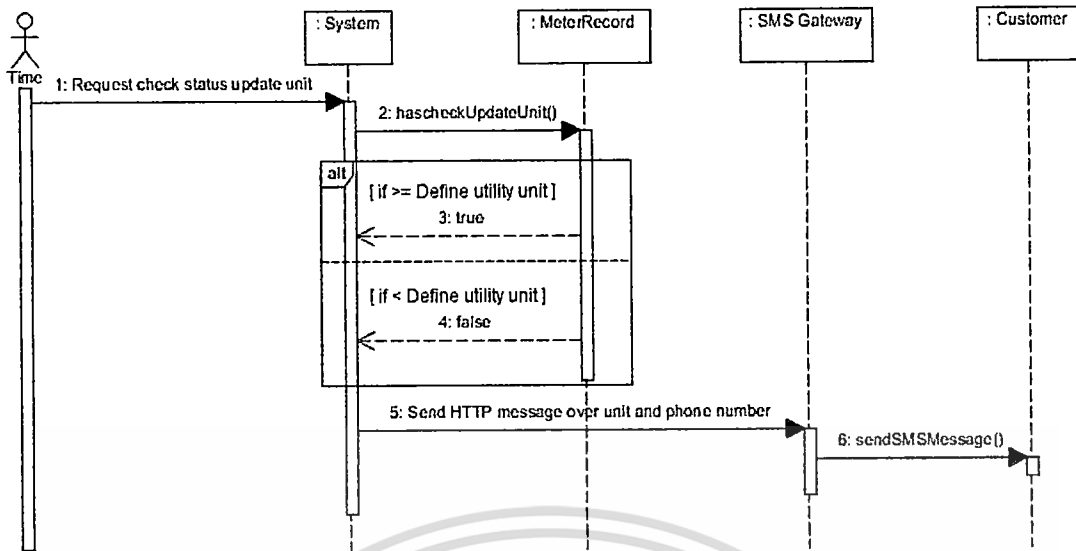 : System
: MeterRecord
: SMS Gateway
: Customer
Time
1: Request check status update unit
2: hascheckUpdateUnit()
alt
[ if >= Define utility unit ]
3: true
[ if < Define utility unit ]
4: false
5: Send HTTP message over unit and phone number
6: sendSMSMessage()